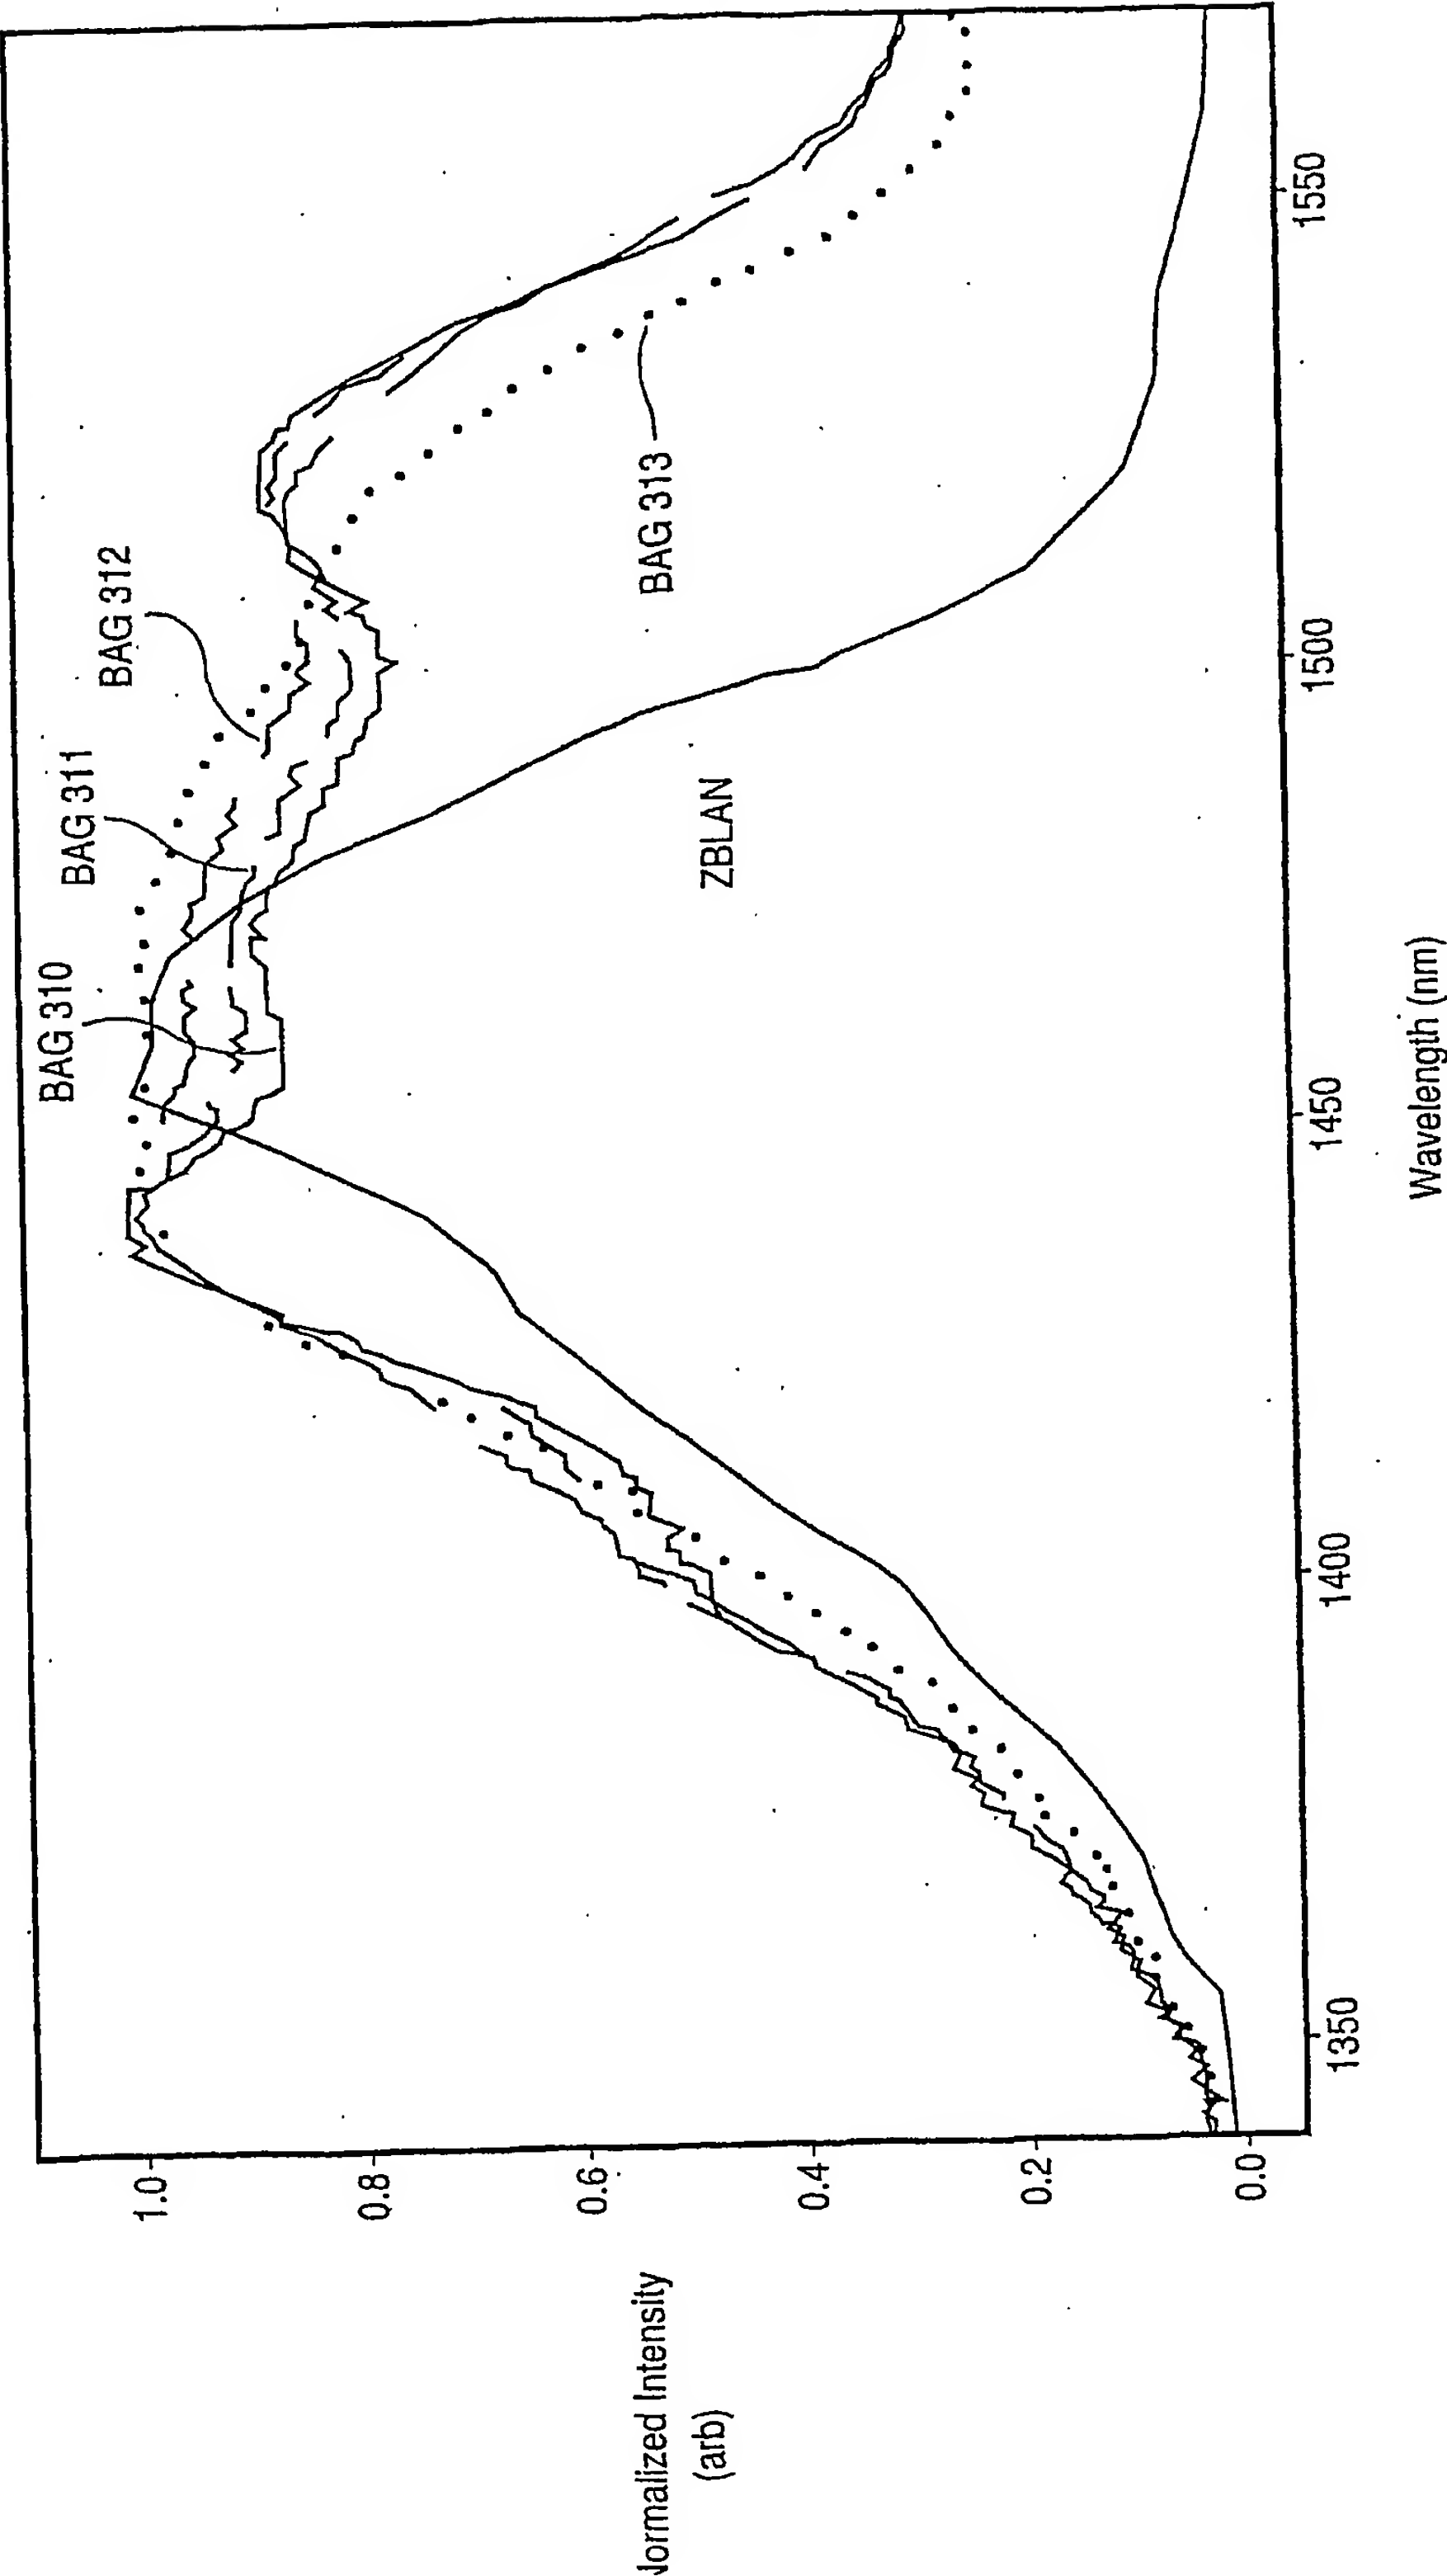 BAG 310
BAG 311
BAG 312
BAG 313
ZBLAN
Normalized Intensity
(arb)
1.0
0.8
0.6
0.4
0.2
0.0
1350
1400
1450
1500
1550
Wavelength (nm)